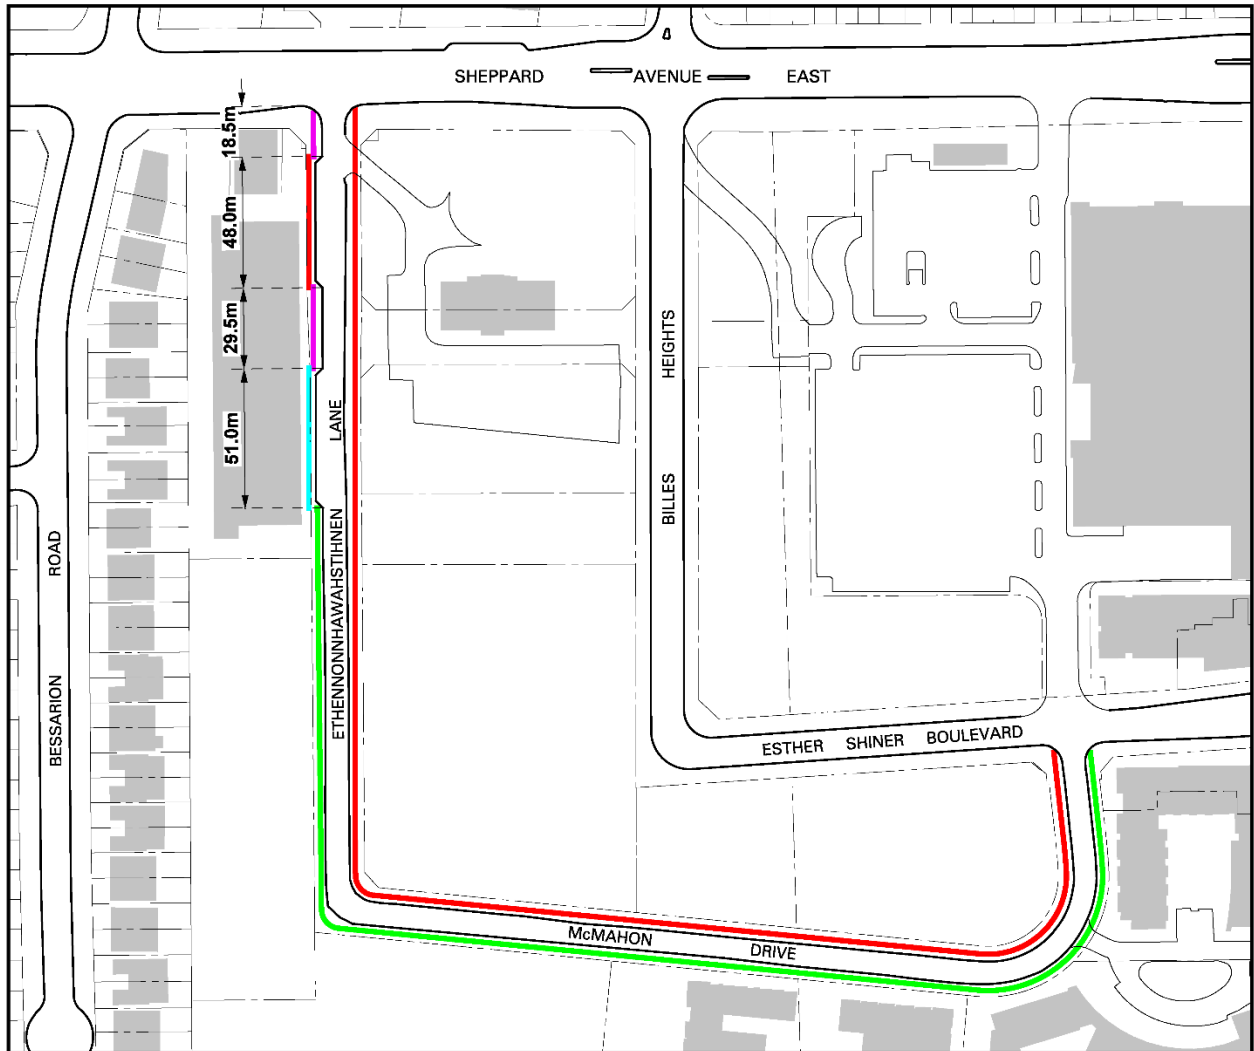 SHEPPARD AVENUE EAST
18.5m
48.0m
29.5m
51.0m
ETHENNONNHAWAHSTIHNEN LANE
BILLES HEIGHTS
BESSARION ROAD
ESTHER SHINER BOULEVARD
McMAHON DRIVE